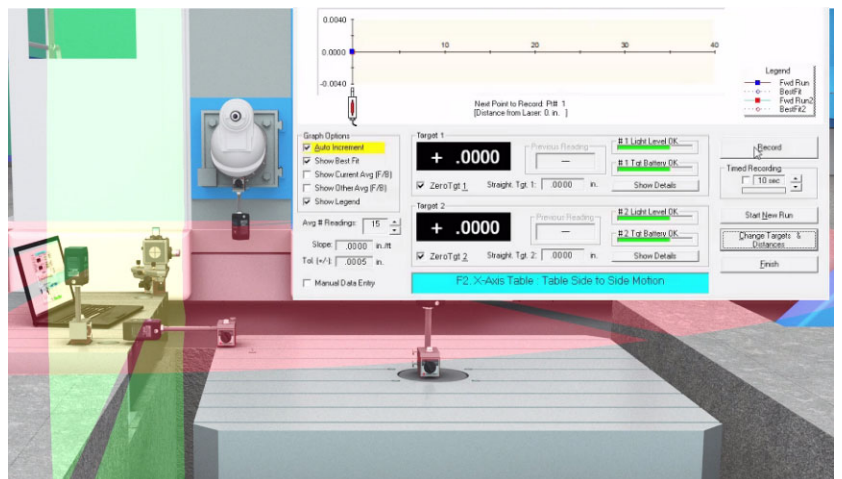 0.0040
0.0000
-0.0040
10
20
30
40
Next Point to Record: Pt# 1
[Distance from Laser: 0. in. ]
Legend
Fwd Run
BestFit
Fwd Run2
BestFit2
Graph Options
Auto Increment
Show Best Fit
Show Current Avg (F/B)
Show Other Avg (F/B)
Show Legend
Avg # Readings: 15
Slope: .0000 in./ft
Tol. (+/-): .0005 in.
Manual Data Entry
Target 1
+ .0000
Previous Reading
---
# 1 Light Level OK
# 1 Tgt Battery OK
ZeroTgt 1
Straight. Tgt. 1: .0000 in.
Show Details
Target 2
+ .0000
Previous Reading
---
# 2 Light Level OK
# 2 Tgt Battery OK
ZeroTgt 2
Straight. Tgt. 2: .0000 in.
Show Details
F2. X-Axis Table : Table Side to Side Motion
Record
Timed Recording
10 sec
Start New Run
Change Targets &
Distances
Finish